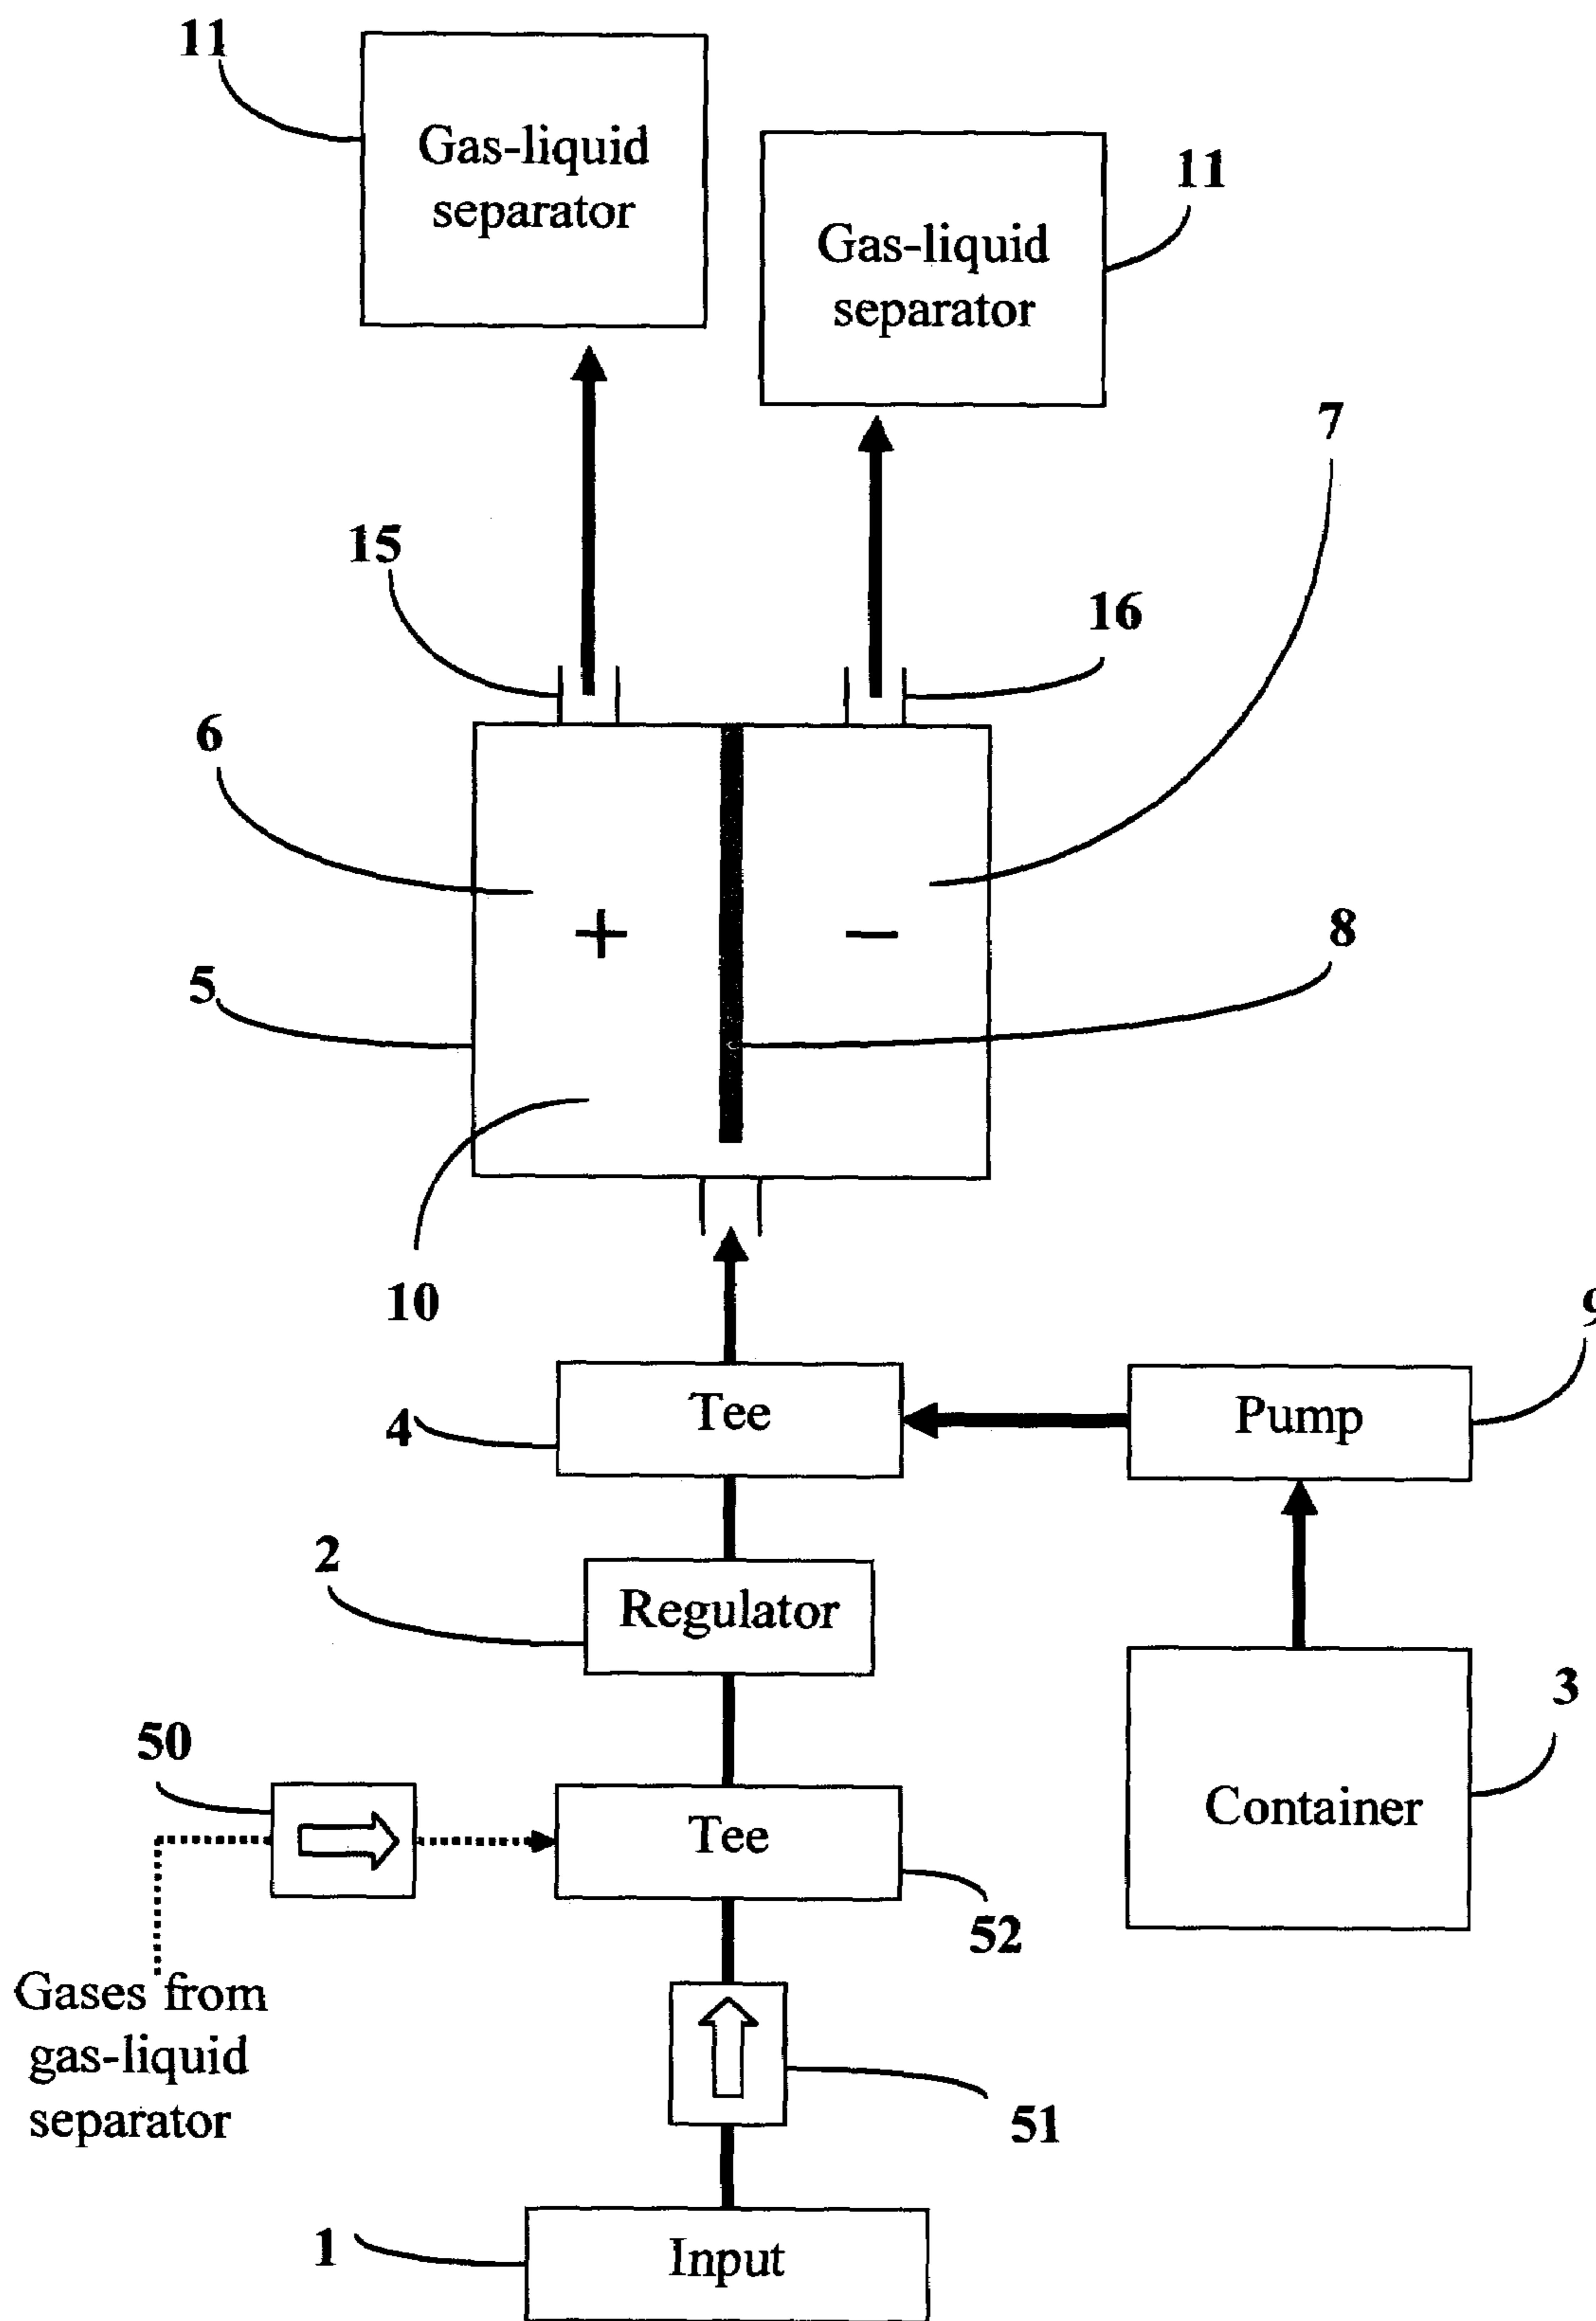 11
Gas-liquid
separator
11
Gas-liquid
separator
7
15
16
6
+
−
8
5
10
9
Tee
Pump
4
2
Regulator
3
50
Container
Tee
52
Gases from
gas-liquid
separator
51
1
Input